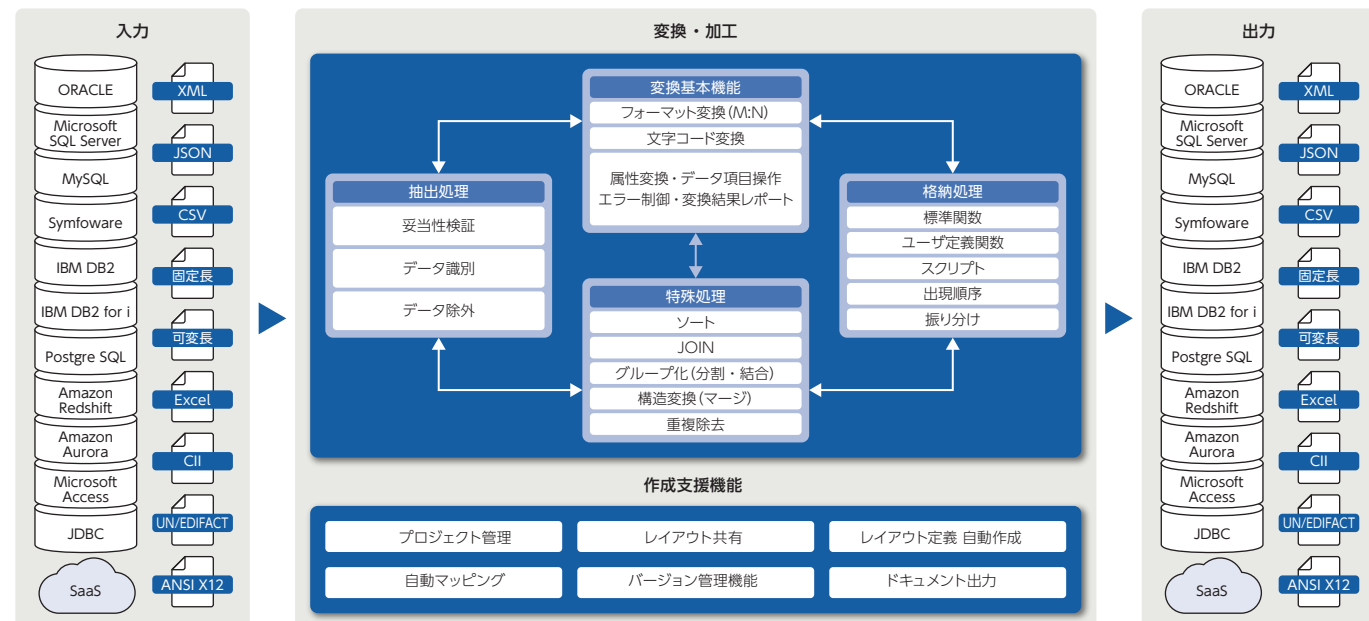 入力
ORACLE
Microsoft
SQL Server
MySQL
Symfoware
IBM DB2
IBM DB2 for i
Postgre SQL
Amazon
Redshift
Amazon
Aurora
Microsoft
Access
JDBC
SaaS
XML
JSON
CSV
固定長
可変長
Excel
CII
UN/EDIFACT
ANSI X12
変換・加工
変換基本機能
フォーマット変換(M:N)
文字コード変換
属性変換・データ項目操作
エラー制御・変換結果レポート
抽出処理
妥当性検証
データ識別
データ除外
格納処理
標準関数
ユーザ定義関数
スクリプト
出現順序
振り分け
特殊処理
ソート
JOIN
グループ化(分割・結合)
構造変換(マージ)
重複除去
作成支援機能
プロジェクト管理
レイアウト共有
レイアウト定義 自動作成
自動マッピング
バージョン管理機能
ドキュメント出力
出力
ORACLE
Microsoft
SQL Server
MySQL
Symfoware
IBM DB2
IBM DB2 for i
Postgre SQL
Amazon
Redshift
Amazon
Aurora
Microsoft
Access
JDBC
SaaS
XML
JSON
CSV
固定長
可変長
Excel
CII
UN/EDIFACT
ANSI X12